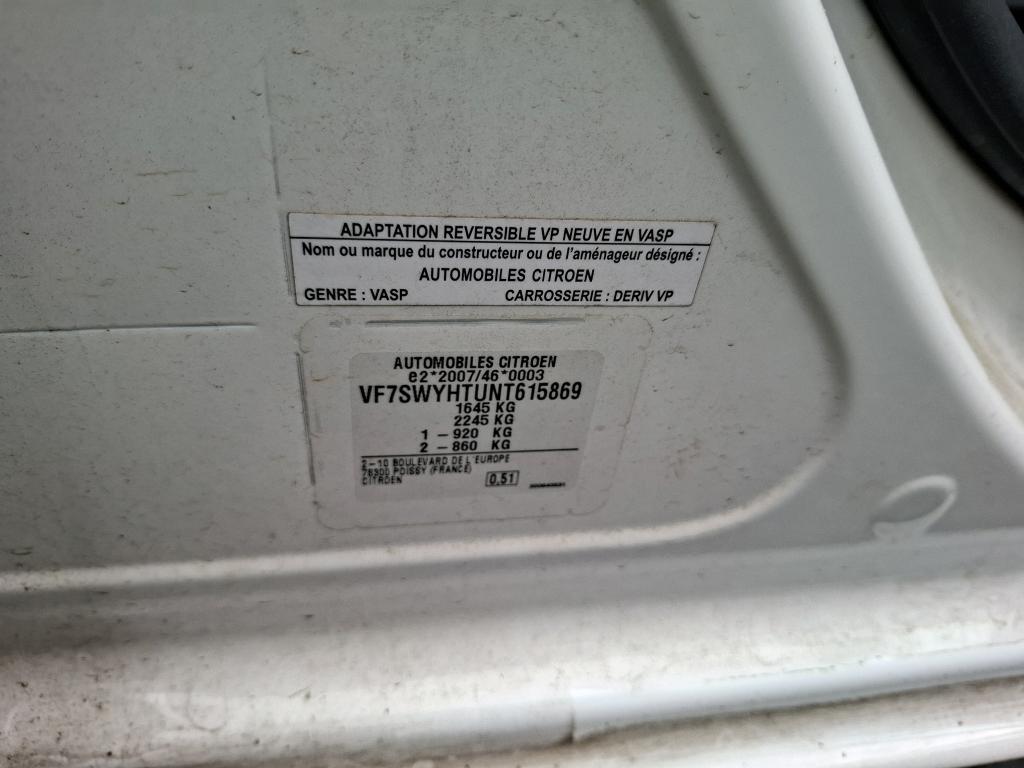 ADAPTATION REVERSIBLE VP NEUVE EN VASP
Nom ou marque du constructeur ou de l'aménageur désigné :
AUTOMOBILES CITROEN
GENRE : VASP CARROSSERIE : DERIV VP
AUTOMOBILES CITROEN
e2*2007/46*0003
VF7SWYHTUNT615869
1645 KG
2245 KG
1 - 920 KG
2 - 860 KG
2-10 BOULEVARD DE L'EUROPE
78300 POISSY (FRANCE)
CITROEN 0.51